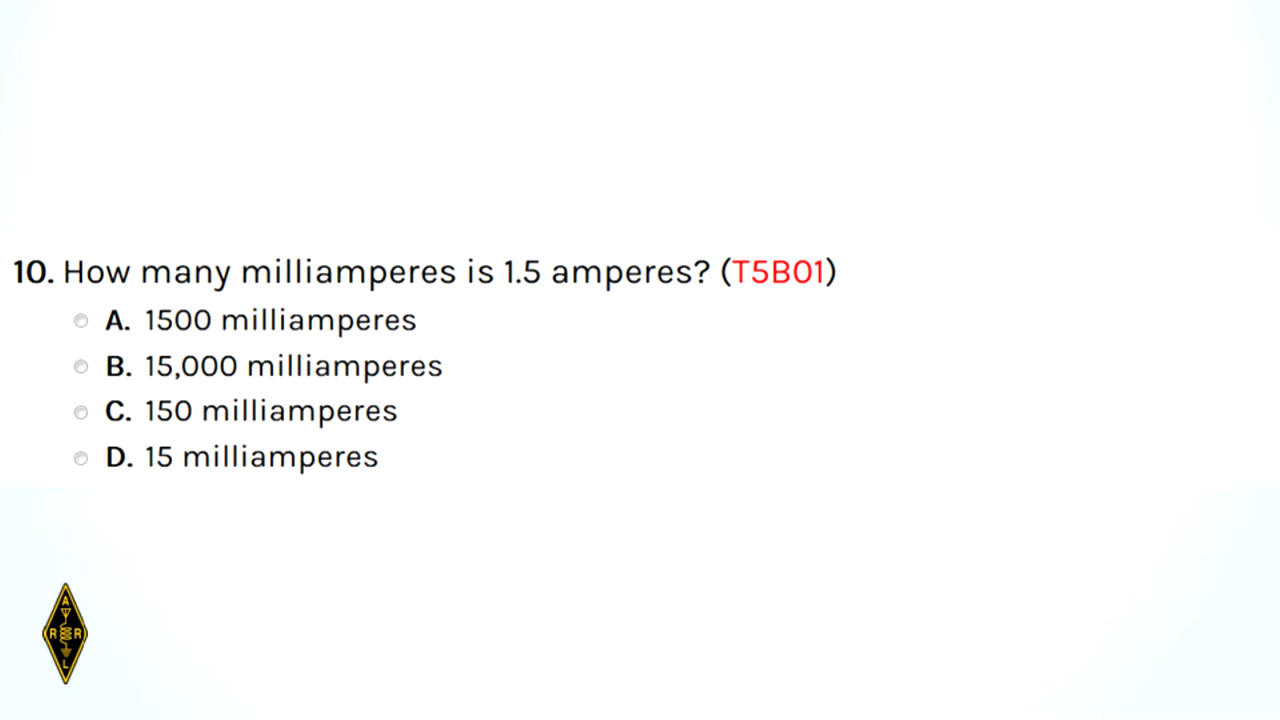 10. How many milliamperes is 1.5 amperes? (T5B01)
A. 1500 milliamperes
B. 15,000 milliamperes
C. 150 milliamperes
D. 15 milliamperes
A
R R
L